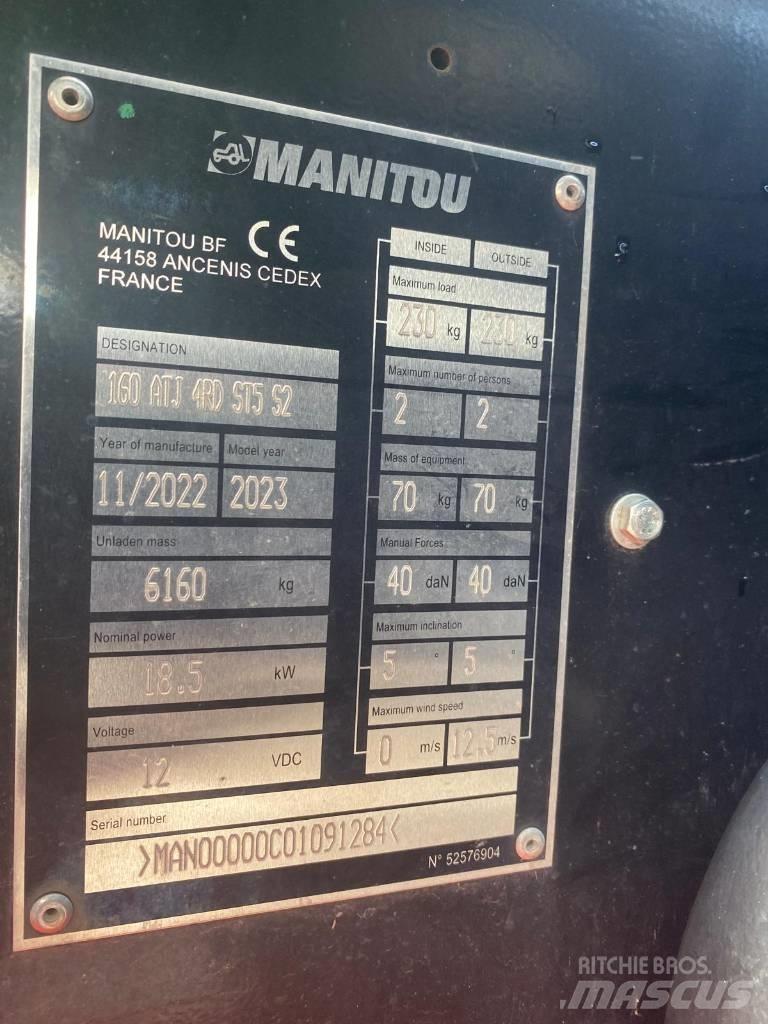 MANITOU
MANITOU BF CE
44158 ANCENIS CEDEX
FRANCE
DESIGNATION
160 ATJ 4RD ST5 S2
Year of manufacture Model year
11/2022 2023
Unladen mass
6160 kg
Nominal power
18.5 kW
Voltage
12 VDC
INSIDE OUTSIDE
Maximum load
230 kg 230 kg
Maximum number of persons
2 2
Mass of equipment
70 kg 70 kg
Manual Forces
40 daN 40 daN
Maximum inclination
5 ° 5 °
Maximum wind speed
0 m/s 12.5 m/s
Serial number
>MAN00000C01091284<
N° 52576904
RITCHIE BROS.
MASCUS